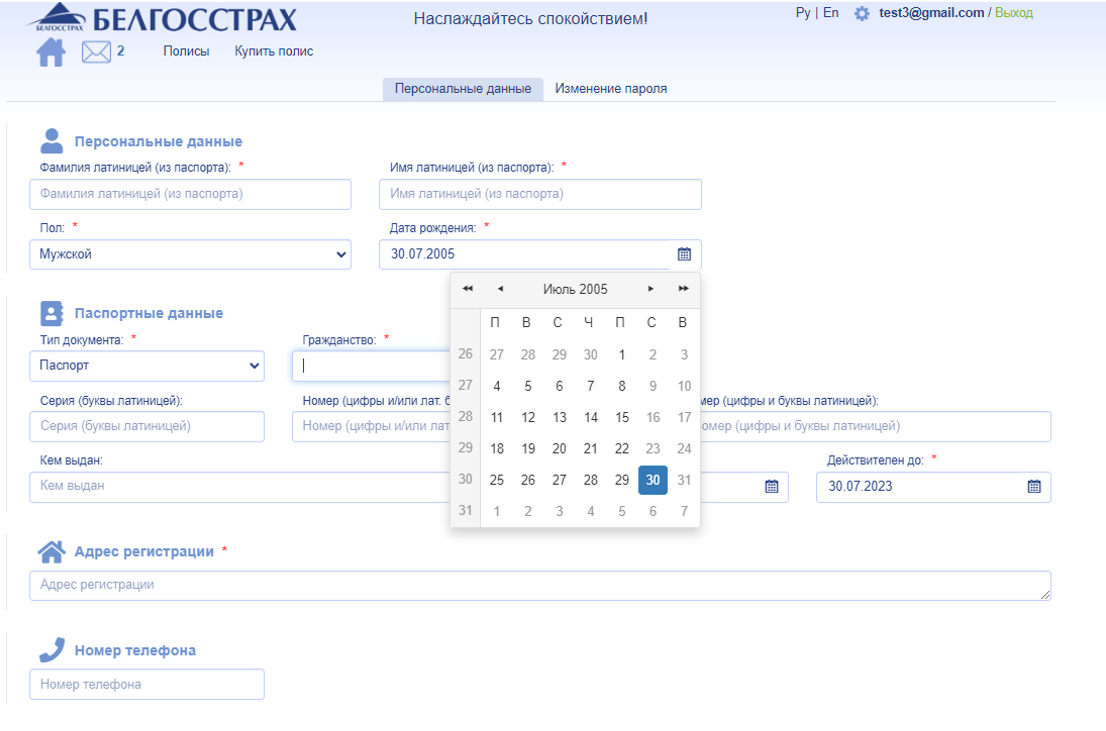 БЕЛГОССТРАХ
БЕЛГОССТРАХ
Наслаждайтесь спокойствием!
Ру | En test3@gmail.com / Выход
2 Полисы Купить полис
Персональные данные Изменение пароля
Персональные данные
Фамилия латиницей (из паспорта): * Имя латиницей (из паспорта): *
Фамилия латиницей (из паспорта) Имя латиницей (из паспорта)
Пол: * Дата рождения: *
Мужской 30.07.2005
Июль 2005
П В С Ч П С В
26 27 28 29 30 1 2 3
27 4 5 6 7 8 9 10
28 11 12 13 14 15 16 17
29 18 19 20 21 22 23 24
30 25 26 27 28 29 30 31
31 1 2 3 4 5 6 7
Паспортные данные
Тип документа: * Гражданство: *
Паспорт
Серия (буквы латиницей): Номер (цифры и/или лат. б мер (цифры и буквы латиницей):
Серия (буквы латиницей) Номер (цифры и/или лат омер (цифры и буквы латиницей)
Кем выдан: Действителен до: *
Кем выдан 30.07.2023
Адрес регистрации *
Адрес регистрации
Номер телефона
Номер телефона